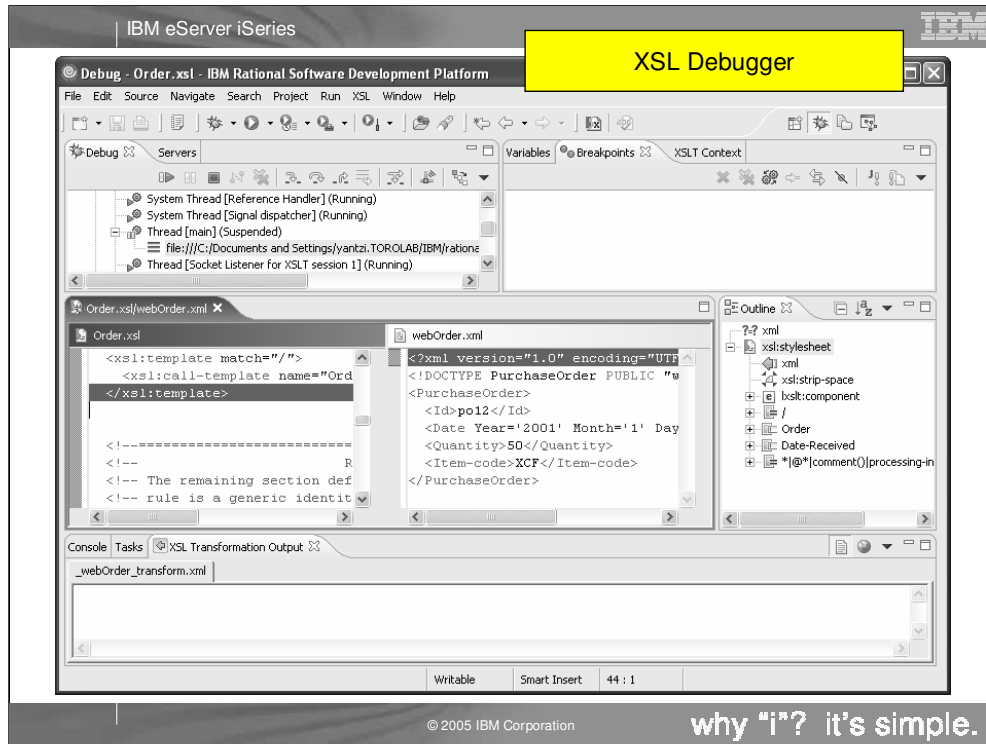 IBM eServer iSeries
IBM
XSL Debugger
Debug - Order.xsl - IBM Rational Software Development Platform
File Edit Source Navigate Search Project Run XSL Window Help
Debug Servers
Variables Breakpoints XSLT Context
System Thread [Reference Handler] (Running)
System Thread [Signal dispatcher] (Running)
Thread [main] (Suspended)
file:///C:/Documents and Settings/yantzi.TOROLAB/IBM/rationa
Thread [Socket Listener for XSLT session 1] (Running)
Order.xsl/webOrder.xml
Order.xsl
<xsl:template match="/">
<xsl:call-template name="Ord
</xsl:template>
<!--============================
<!-- R
<!-- The remaining section def
<!-- rule is a generic identit
webOrder.xml
<?xml version="1.0" encoding="UTF
<!DOCTYPE PurchaseOrder PUBLIC "w
<PurchaseOrder>
<Id>po12</Id>
<Date Year='2001' Month='1' Day
<Quantity>50</Quantity>
<Item-code>XCF</Item-code>
</PurchaseOrder>
Outline
?=? xml
xsl:stylesheet
xml
xsl:strip-space
lxslt:component
/
Order
Date-Received
*|@*|comment()|processing-in
Console Tasks XSL Transformation Output
_webOrder_transform.xml
Writable Smart Insert 44 : 1
© 2005 IBM Corporation
why "i"? it's simple.